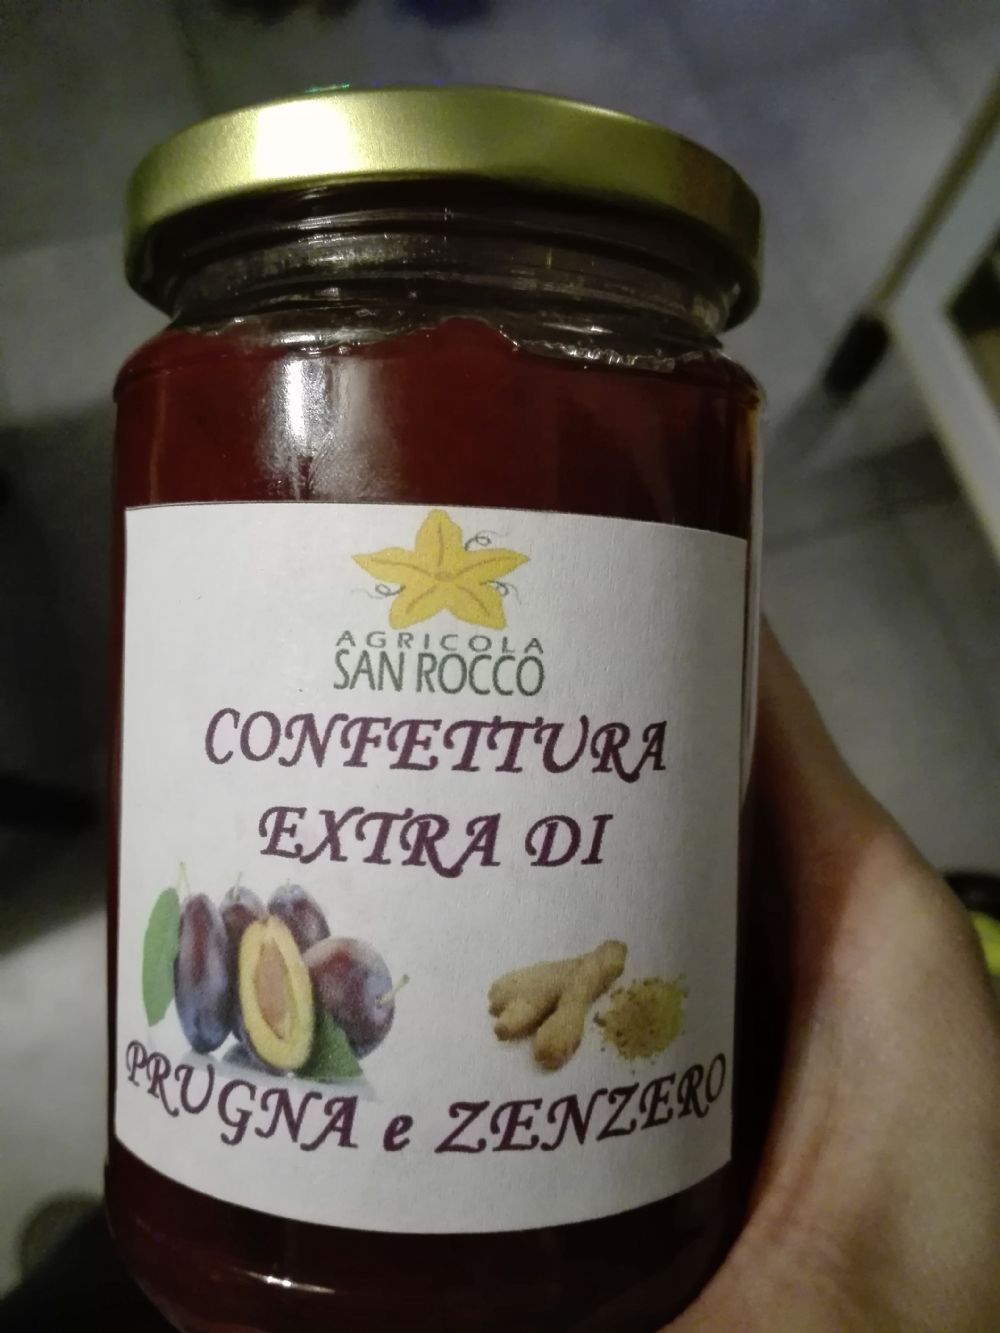 AGRICOLA
SAN ROCCO
CONFETTURA
EXTRA DI
PRUGNA e ZENZERO